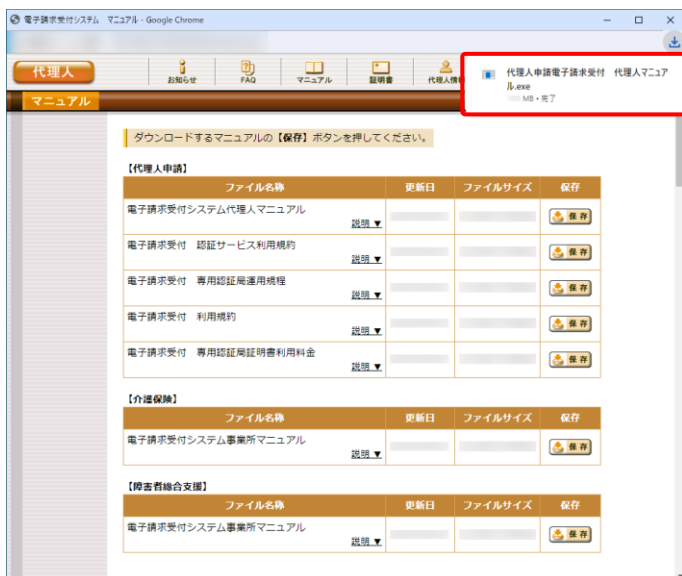 電子請求受付システム マニュアル - Google Chrome
代理人
お知らせ
FAQ
マニュアル
証明書
代理人情
代理人申請電子請求受付 代理人マニュア
ル.exe
MB・完了
マニュアル
ダウンロードするマニュアルの【保存】ボタンを押してください。
【代理人申請】
ファイル名称 更新日 ファイルサイズ 保存
電子請求受付システム代理人マニュアル
説明 ▼ 保存
電子請求受付 認証サービス利用規約
説明 ▼ 保存
電子請求受付 専用認証局運用規程
説明 ▼ 保存
電子請求受付 利用規約
説明 ▼ 保存
電子請求受付 専用認証局証明書利用料金
説明 ▼ 保存
【介護保険】
ファイル名称 更新日 ファイルサイズ 保存
電子請求受付システム事業所マニュアル
説明 ▼ 保存
【障害者総合支援】
ファイル名称 更新日 ファイルサイズ 保存
電子請求受付システム事業所マニュアル
説明 ▼ 保存